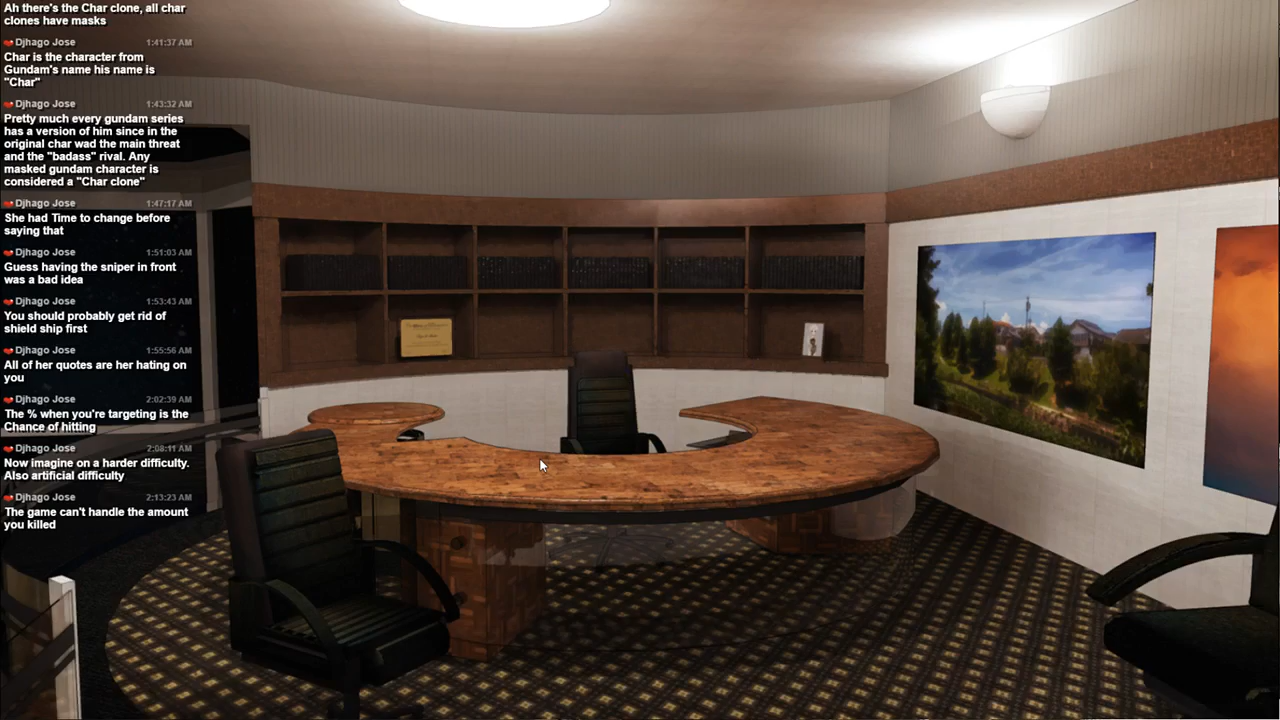 Ah there's the Char clone, all char
clones have masks
Djhago Jose 1:41:37 AM
Char is the character from
Gundam's name his name is
"Char"
Djhago Jose 1:43:32 AM
Pretty much every gundam series
has a version of him since in the
original char wad the main threat
and the "badass" rival. Any
masked gundam character is
considered a "Char clone"
Djhago Jose 1:47:17 AM
She had Time to change before
saying that
Djhago Jose 1:51:03 AM
Guess having the sniper in front
was a bad idea
Djhago Jose 1:53:43 AM
You should probably get rid of
shield ship first
Djhago Jose 1:55:56 AM
All of her quotes are her hating on
you
Djhago Jose 2:02:39 AM
The % when you're targeting is the
Chance of hitting
Djhago Jose 2:08:11 AM
Now imagine on a harder difficulty.
Also artificial difficulty
Djhago Jose 2:13:23 AM
The game can't handle the amount
you killed